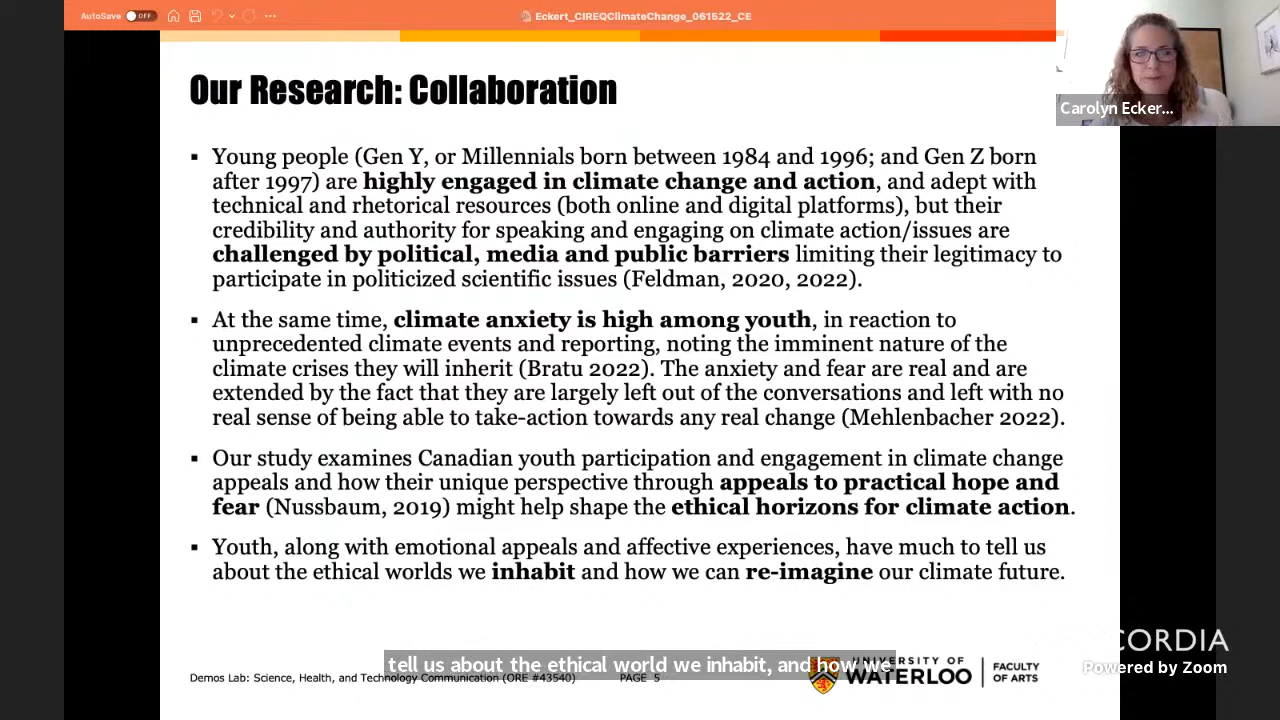 AutoSave OFF
Eckert_CIREQClimateChange_061522_CE
Carolyn Ecker...
Our Research: Collaboration
▪ Young people (Gen Y, or Millennials born between 1984 and 1996; and Gen Z born
after 1997) are highly engaged in climate change and action, and adept with
technical and rhetorical resources (both online and digital platforms), but their
credibility and authority for speaking and engaging on climate action/issues are
challenged by political, media and public barriers limiting their legitimacy to
participate in politicized scientific issues (Feldman, 2020, 2022).
▪ At the same time, climate anxiety is high among youth, in reaction to
unprecedented climate events and reporting, noting the imminent nature of the
climate crises they will inherit (Bratu 2022). The anxiety and fear are real and are
extended by the fact that they are largely left out of the conversations and left with no
real sense of being able to take-action towards any real change (Mehlenbacher 2022).
▪ Our study examines Canadian youth participation and engagement in climate change
appeals and how their unique perspective through appeals to practical hope and
fear (Nussbaum, 2019) might help shape the ethical horizons for climate action.
▪ Youth, along with emotional appeals and affective experiences, have much to tell us
about the ethical worlds we inhabit and how we can re-imagine our climate future.
tell us about the ethical world we inhabit, and how we
Demos Lab: Science, Health, and Technology Communication (ORE #43540) PAGE 5
UNIVERSITY OF
WATERLOO
FACULTY
OF ARTS
CORDIA
Powered by Zoom